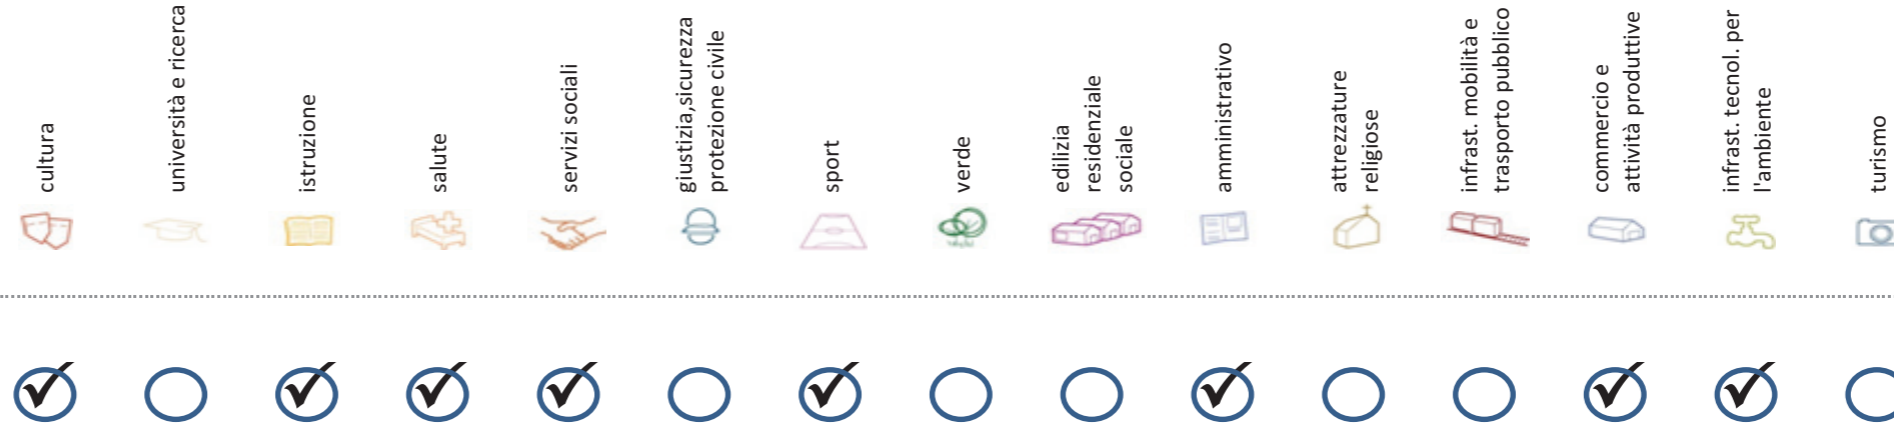 cultura
università e ricerca
istruzione
salute
servizi sociali
giustizia,sicurezza
protezione civile
sport
verde
edilizia
residenziale
sociale
amministrativo
attrezzature
religiose
infrast. mobilità e
trasporto pubblico
commercio e
attività produttive
infrast. tecnol. per
l'ambiente
turismo